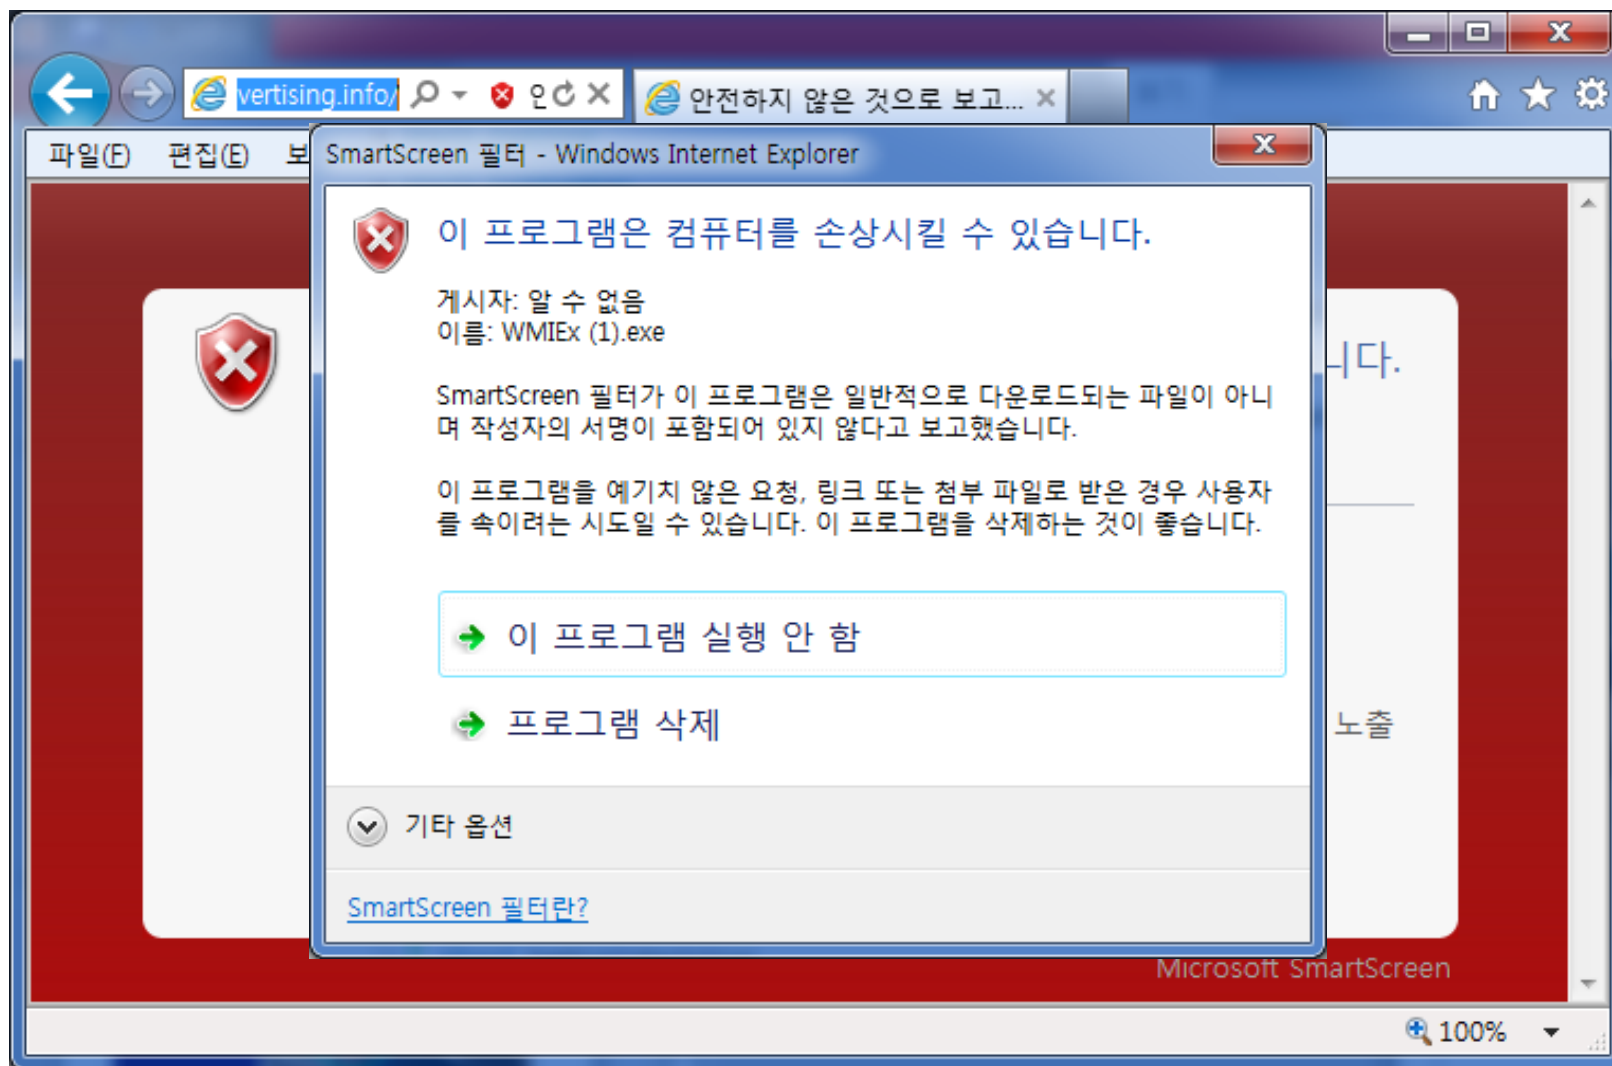 vertising.info/
안전하지 않은 것으로 보고...
파일(F) 편집(E) 보
SmartScreen 필터 - Windows Internet Explorer
이 프로그램은 컴퓨터를 손상시킬 수 있습니다.
게시자: 알 수 없음
이름: WMIEx (1).exe
니다.
SmartScreen 필터가 이 프로그램은 일반적으로 다운로드되는 파일이 아니
며 작성자의 서명이 포함되어 있지 않다고 보고했습니다.
이 프로그램을 예기치 않은 요청, 링크 또는 첨부 파일로 받은 경우 사용자
를 속이려는 시도일 수 있습니다. 이 프로그램을 삭제하는 것이 좋습니다.
이 프로그램 실행 안 함
프로그램 삭제
노출
기타 옵션
SmartScreen 필터란?
Microsoft SmartScreen
100%